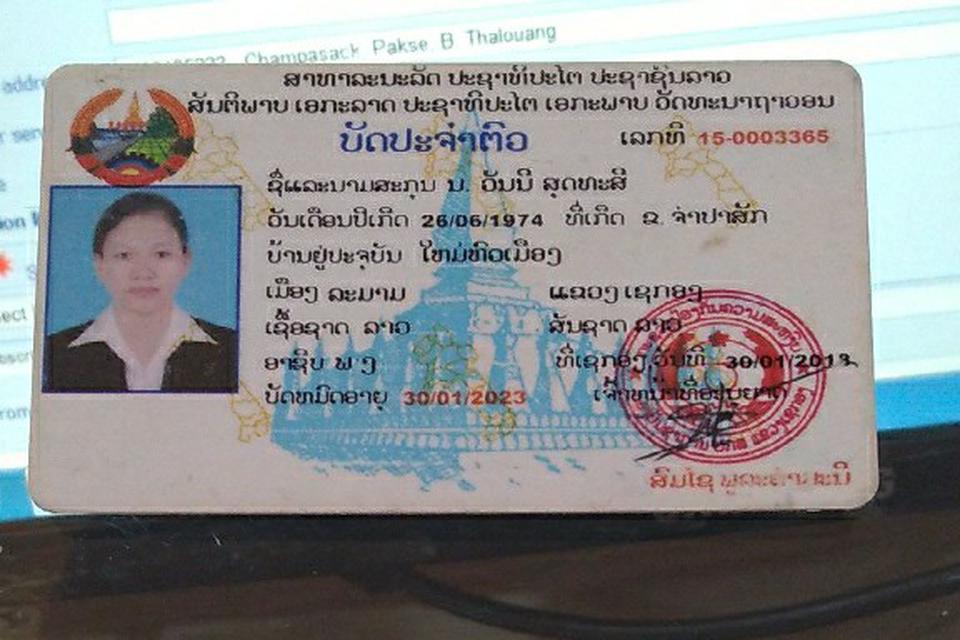 Champasack Pakse B Thalouang
ສາທາລະນະລັດ ປະຊາທິປະໄຕ ປະຊາຊົນລາວ
ສັນຕິພາບ ເອກະລາດ ປະຊາທິປະໄຕ ເອກະພາບ ວັດທະນາຖາວອນ
ບັດປະຈຳຕົວ
ເລກທີ 15-0003365
ຊື່ແລະນາມສະກຸນ ນ. ວັນນີ ສຸດທະສີ
ວັນເດືອນປີເກີດ 26/06/1974 ທີ່ເກີດ ຂ. ຈຳປາສັກ
ບ້ານຢູ່ປະຈຸບັນ ໃຫມ່ຫົວເມືອງ
ເມືອງ ລະມາມ ແຂວງ ເຊກອງ
ເຊື້ອຊາດ ລາວ ສັນຊາດ ລາວ
ອາຊີບ ພ ງ ທີ່ເຊກອງ,ວັນທີ 30/01/2013
ບັດຫມົດອາຍຸ 30/01/2023 ເຈົ້າຫນ້າທີ່ອະນຸຍາດ
ສົມໄຊ